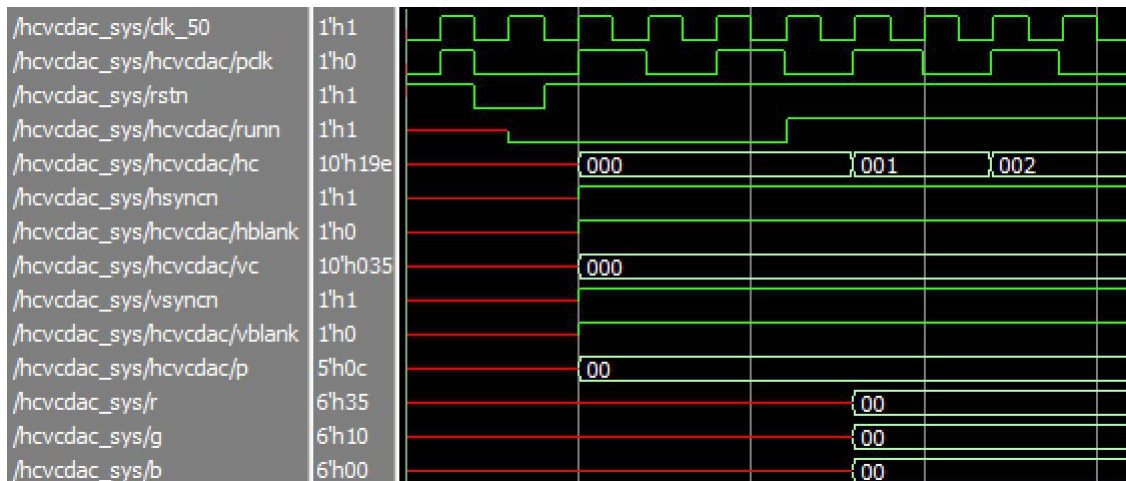 /hcvcdac_sys/clk_50 1'h1
/hcvcdac_sys/hcvcdac/pclk 1'h0
/hcvcdac_sys/rstn 1'h1
/hcvcdac_sys/hcvcdac/runn 1'h1
/hcvcdac_sys/hcvcdac/hc 10'h19e 000 001 002
/hcvcdac_sys/hsyncn 1'h1
/hcvcdac_sys/hcvcdac/hblank 1'h0
/hcvcdac_sys/hcvcdac/vc 10'h035 000
/hcvcdac_sys/vsyncn 1'h1
/hcvcdac_sys/hcvcdac/vblank 1'h0
/hcvcdac_sys/hcvcdac/p 5'h0c 00
/hcvcdac_sys/r 6'h35 00
/hcvcdac_sys/g 6'h10 00
/hcvcdac_sys/b 6'h00 00